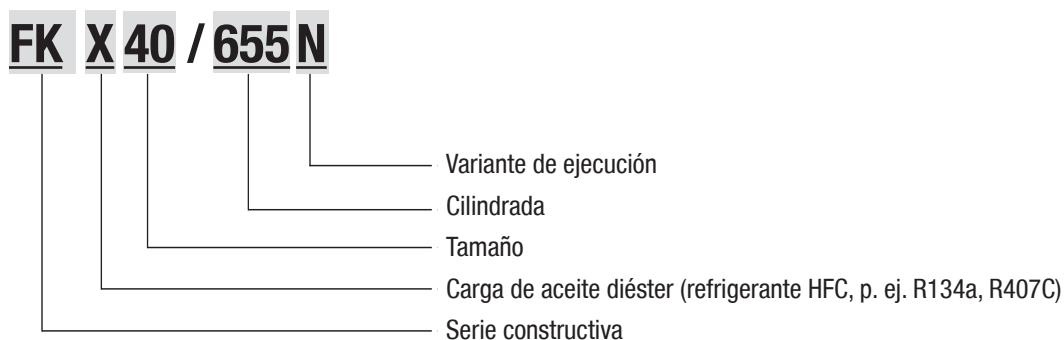 FK X 40 / 655 N
Variante de ejecución
Cilindrada
Tamaño
Carga de aceite diéster (refrigerante HFC, p. ej. R134a, R407C)
Serie constructiva